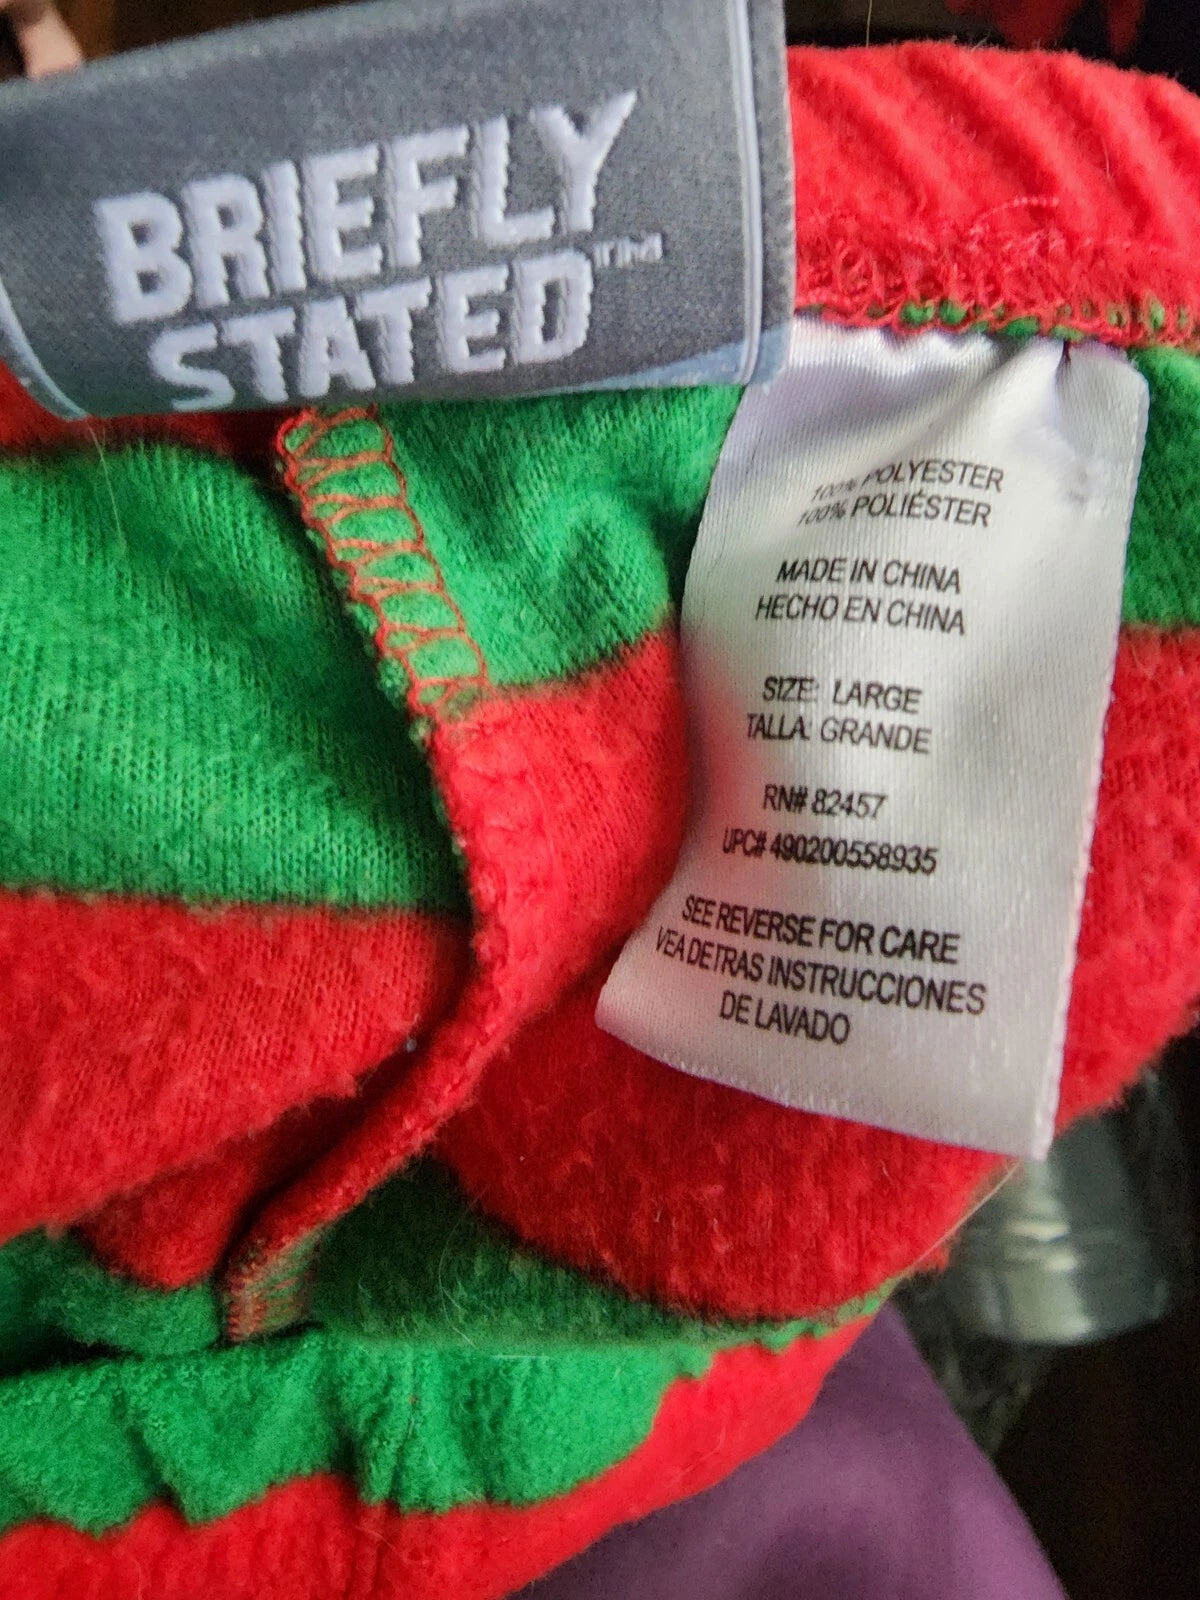 BRIEFLY
STATED™
100% POLYESTER
100% POLIÉSTER
MADE IN CHINA
HECHO EN CHINA
SIZE: LARGE
TALLA: GRANDE
RN# 82457
UPC# 490200558935
SEE REVERSE FOR CARE
VEA DETRAS INSTRUCCIONES
DE LAVADO